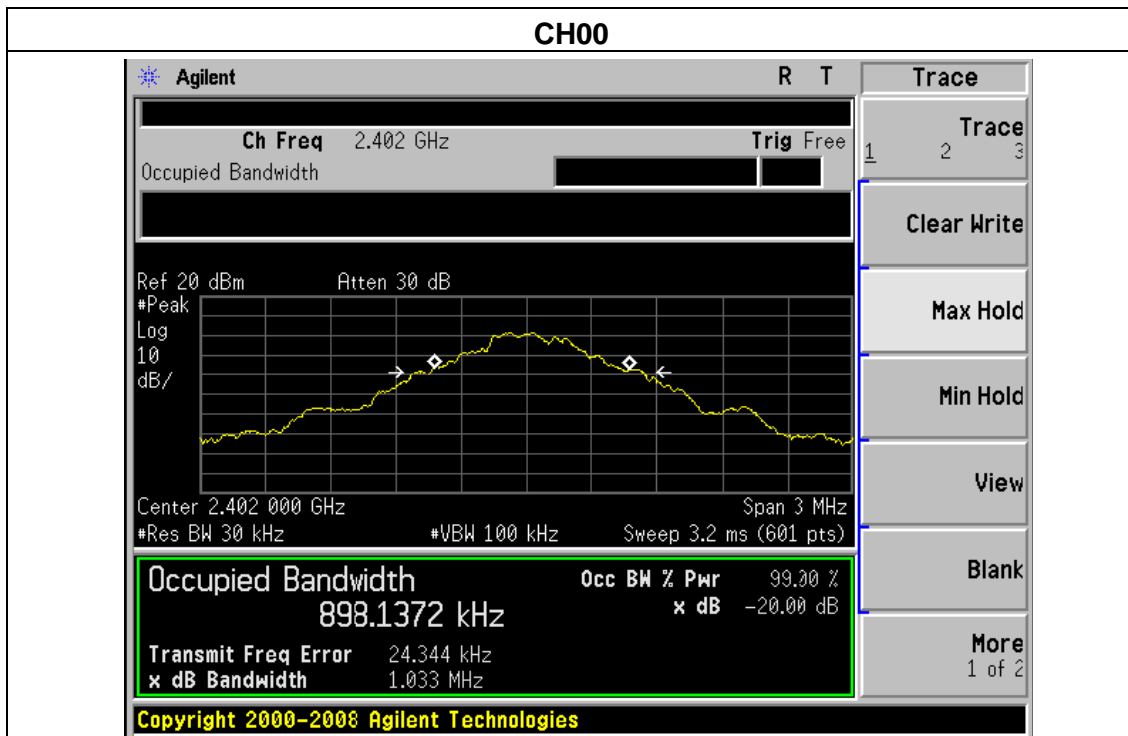 CH00
Agilent R T
Ch Freq 2.402 GHz Trig Free
Occupied Bandwidth
Ref 20 dBm Atten 30 dB
#Peak
Log
10
dB/
Center 2.402 000 GHz Span 3 MHz
#Res BW 30 kHz #VBW 100 kHz Sweep 3.2 ms (601 pts)
Occupied Bandwidth
898.1372 kHz
Occ BW % Pwr 99.00 %
x dB -20.00 dB
Transmit Freq Error 24.344 kHz
x dB Bandwidth 1.033 MHz
Copyright 2000-2008 Agilent Technologies
Trace
Trace
1 2 3
Clear Write
Max Hold
Min Hold
View
Blank
More
1 of 2